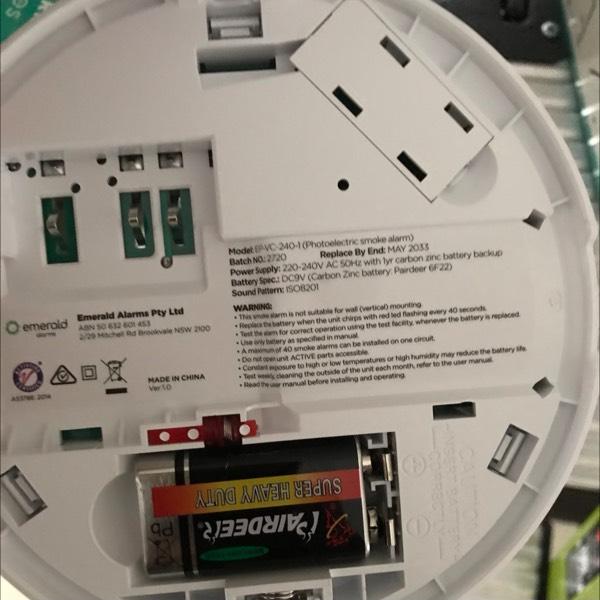 Model: EP-VC-240-1 (Photoelectric smoke alarm)
Batch NO.: 2720 Replace By End: MAY 2033
Power Supply: 220-240V AC 50Hz with 1yr carbon zinc battery backup
Battery Spec.: DC9V (Carbon Zinc battery: Pairdeer 6F22)
Sound Pattern: ISO8201
WARNING:
• This smoke alarm is not suitable for wall (vertical) mounting.
• Replace the battery when the unit chirps with red led flashing every 40 seconds.
• Test the alarm for correct operation using the test facility, whenever the battery is replaced.
• Use only battery as specified in manual.
• A maximum of 40 smoke alarms can be installed on one circuit.
• Do not open unit ACTIVE parts accessible.
• Constant exposure to high or low temperatures or high humidity may reduce the battery life.
• Test weekly, cleaning the outside of the unit each month, refer to the user manual.
• Read the user manual before installing and operating.
emerald
alarms
Emerald Alarms Pty Ltd
ABN 50 632 601 453
2/29 Mitchell Rd Brookvale NSW 2100
AS3786: 2014
MADE IN CHINA
Ver:1.0
SUPER HEAVY DUTY
PAIRDEER
Pb
CAUTION